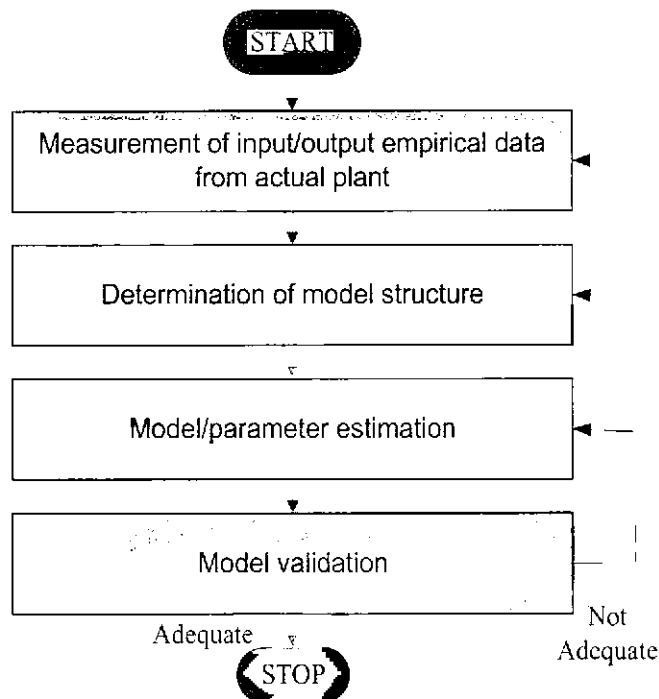 START
Measurement of input/output empirical data
from actual plant
Determination of model structure
Model/parameter estimation
Model validation
Adequate
Not
Adequate
STOP